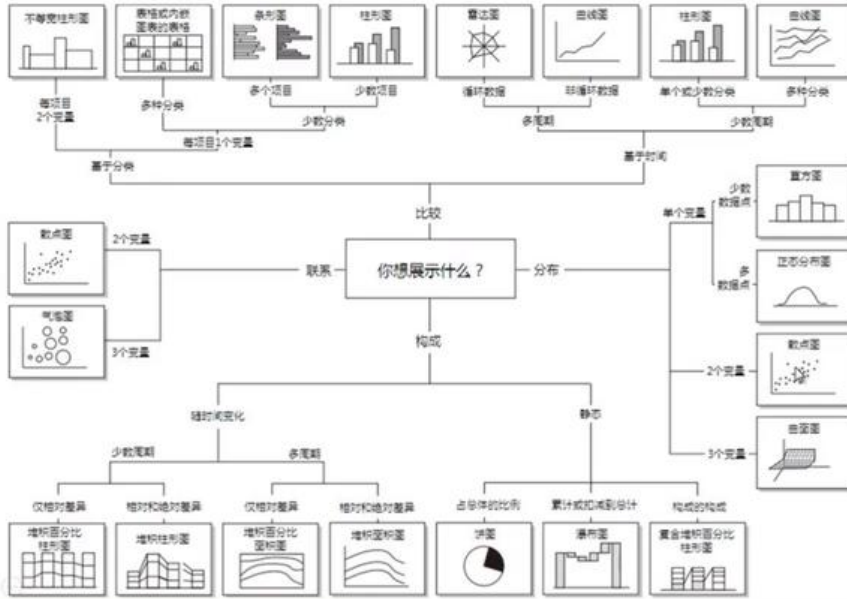 不等宽柱形图
表格或内嵌
图表的表格
条形图
柱形图
雷达图
曲线图
柱形图
曲线图
每项目
2个变量
多种分类
多个项目
少数项目
循环数据
非循环数据
单个或少数分类
多种分类
少数分类
多周期
少数周期
每项目1个变量
基于分类
基于时间
比较
散点图
2个变量
气泡图
3个变量
联系
你想展示什么？
分布
单个变量
少数
数据点
直方图
多
数据点
正态分布图
2个变量
散点图
3个变量
曲面图
构成
随时间变化
静态
少数周期
多周期
仅相对差异
相对和绝对差异
仅相对差异
相对和绝对差异
占总体的比例
累计或扣减到总计
构成的构成
堆积百分比
柱形图
堆积柱形图
堆积百分比
面积图
堆积面积图
饼图
瀑布图
复合堆积百分比
柱形图